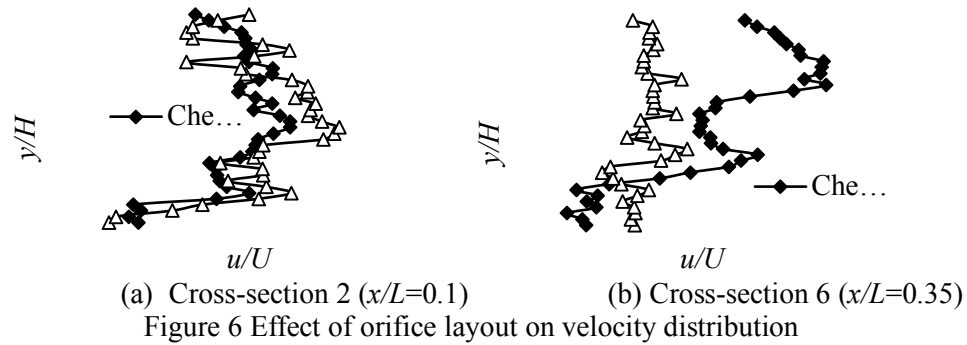 Che…
y/H
u/U
(a) Cross-section 2 (x/L=0.1)
y/H
Che…
u/U
(b) Cross-section 6 (x/L=0.35)
Figure 6 Effect of orifice layout on velocity distribution